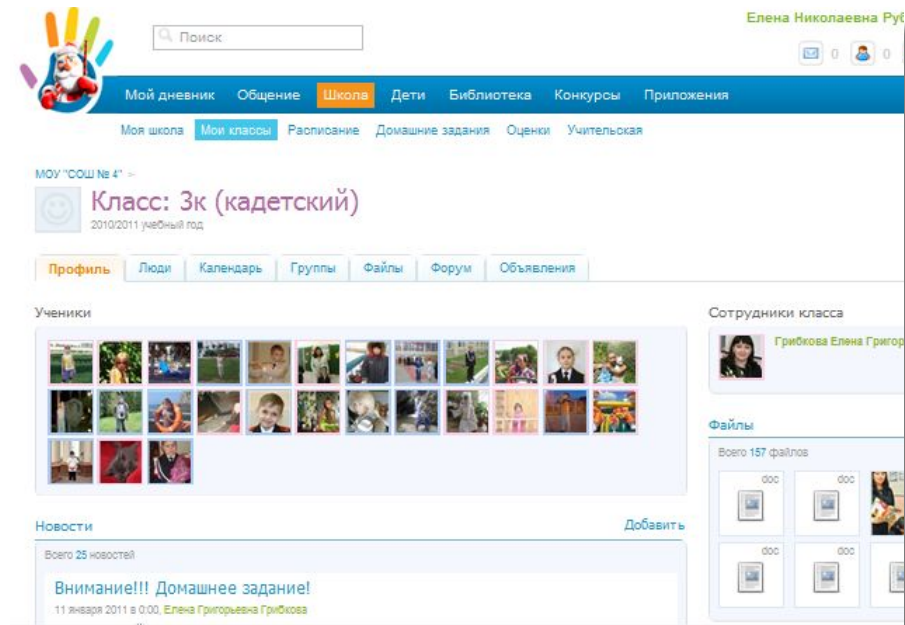 Елена Николаевна Руб
Поиск
0 0
Мой дневник Общение Школа Дети Библиотека Конкурсы Приложения
Моя школа Мои классы Расписание Домашние задания Оценки Учительская
МОУ "СОШ № 4" »
Класс: 3к (кадетский)
2010/2011 учебный год
Профиль Люди Календарь Группы Файлы Форум Объявления
Ученики
Сотрудники класса
Грибкова Елена Григор
Файлы
Всего 157 файлов
doc doc
doc doc
Новости Добавить
Всего 25 новостей
Внимание!!! Домашнее задание!
11 января 2011 в 0:00, Елена Григорьевна Грибкова